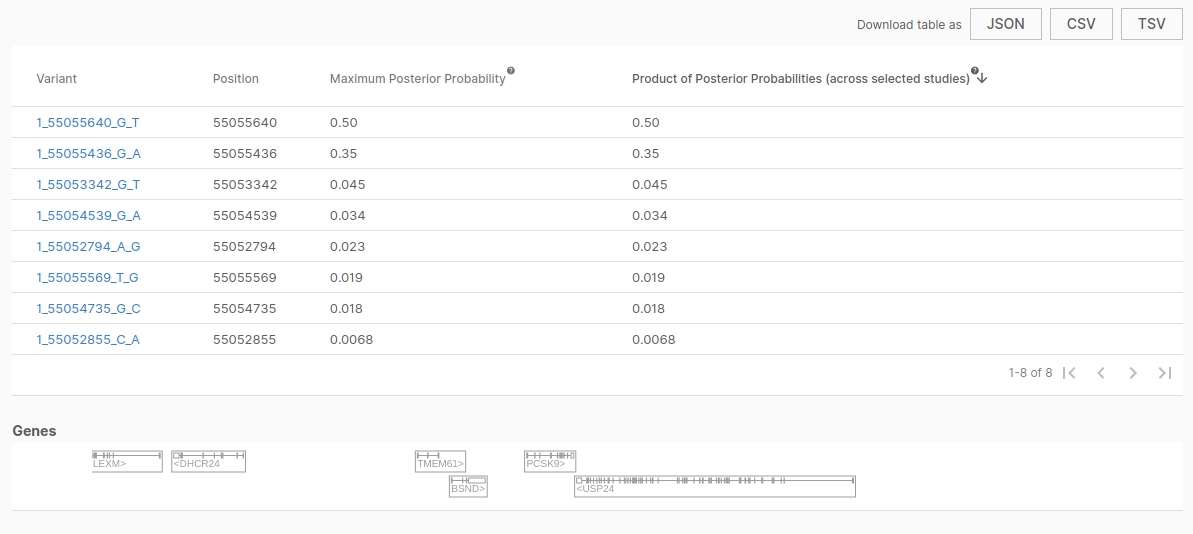 Download table as JSON CSV TSV
Variant Position Maximum Posterior Probability ? Product of Posterior Probabilities (across selected studies) ?
1_55055640_G_T 55055640 0.50 0.50
1_55055436_G_A 55055436 0.35 0.35
1_55053342_G_T 55053342 0.045 0.045
1_55054539_G_A 55054539 0.034 0.034
1_55052794_A_G 55052794 0.023 0.023
1_55055569_T_G 55055569 0.019 0.019
1_55054735_G_C 55054735 0.018 0.018
1_55052855_C_A 55052855 0.0068 0.0068
1-8 of 8
Genes
LEXM> <DHCR24 TMEM61> PCSK9>
BSND> <USP24